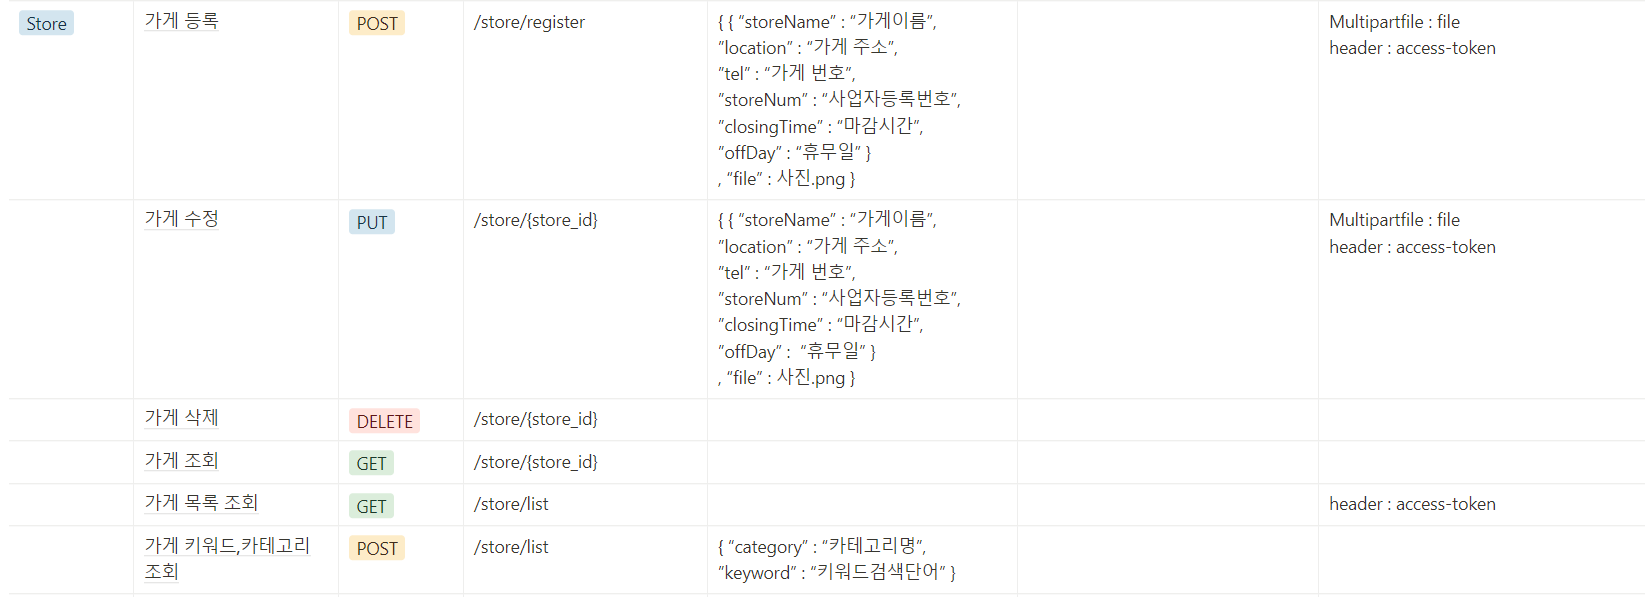 Store
가게 등록
POST
/store/register
{ { “storeName” : “가게이름”,
”location” : “가게 주소”,
”tel” : “가게 번호”,
”storeNum” : “사업자등록번호”,
”closingTime” : “마감시간”,
”offDay” : “휴무일” }
, “file” : 사진.png }
Multipartfile : file
header : access-token
가게 수정
PUT
/store/{store_id}
{ { “storeName” : “가게이름”,
”location” : “가게 주소”,
”tel” : “가게 번호”,
”storeNum” : “사업자등록번호”,
”closingTime” : “마감시간”,
”offDay” :  “휴무일” }
, “file” : 사진.png }
Multipartfile : file
header : access-token
가게 삭제
DELETE
/store/{store_id}
가게 조회
GET
/store/{store_id}
가게 목록 조회
GET
/store/list
header : access-token
가게 키워드,카테고리
조회
POST
/store/list
{ “category” : “카테고리명”,
”keyword” : “키워드검색단어” }